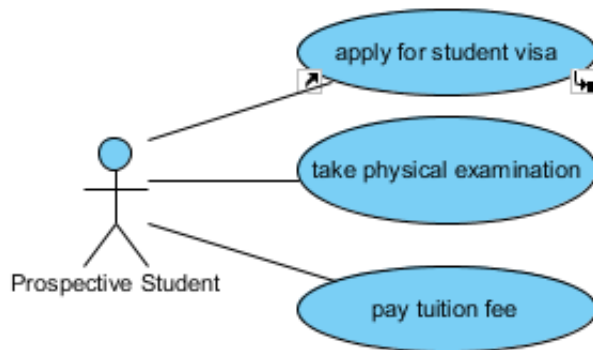 apply for student visa
take physical examination
Prospective Student
pay tuition fee